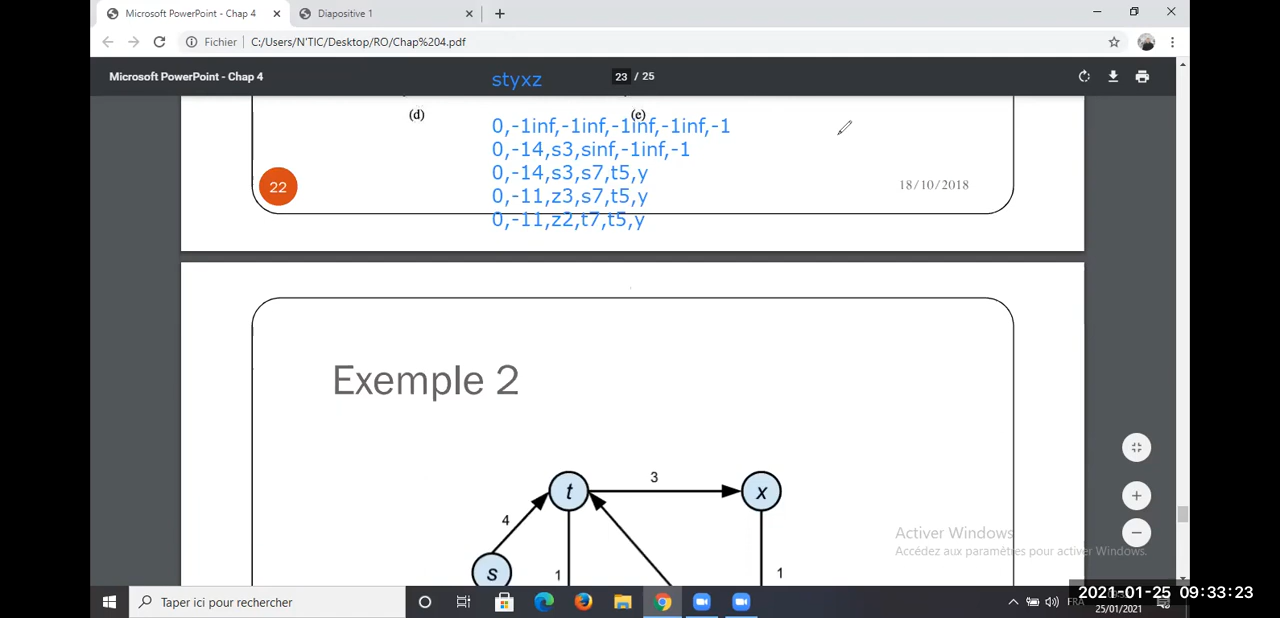 Microsoft PowerPoint - Chap 4
Diapositive 1
Fichier
C:/Users/N'TIC/Desktop/RO/Chap%204.pdf
Microsoft PowerPoint - Chap 4
styxz
23 / 25
(d)
(e)
0,-1inf,-1inf,-1inf,-1inf,-1
0,-14,s3,sinf,-1inf,-1
0,-14,s3,s7,t5,y
0,-11,z3,s7,t5,y
0,-11,z2,t7,t5,y
22
18/10/2018
Exemple 2
t
3
x
4
s
1
1
Activer Windows
Accédez aux paramètres pour activer Windows.
Taper ici pour rechercher
FRA
2021-01-25 09:33:23
25/01/2021